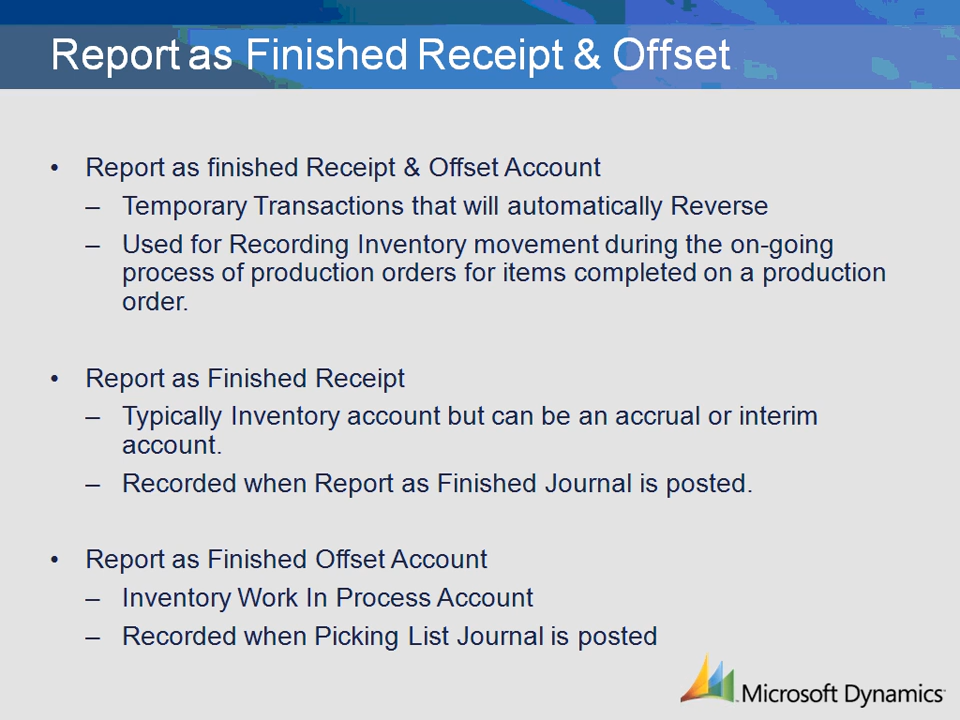 Report as Finished Receipt & Offset
• Report as finished Receipt & Offset Account
– Temporary Transactions that will automatically Reverse
– Used for Recording Inventory movement during the on-going
process of production orders for items completed on a production
order.
• Report as Finished Receipt
– Typically Inventory account but can be an accrual or interim
account.
– Recorded when Report as Finished Journal is posted.
• Report as Finished Offset Account
– Inventory Work In Process Account
– Recorded when Picking List Journal is posted
Microsoft Dynamics